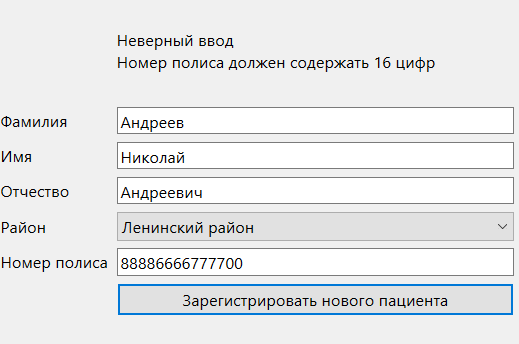 Неверный ввод
Номер полиса должен содержать 16 цифр
Фамилия Андреев
Имя Николай
Отчество Андреевич
Район Ленинский район
Номер полиса 88886666777700
Зарегистрировать нового пациента